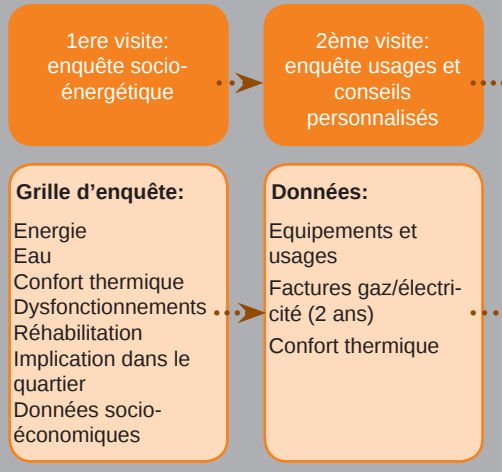 1ere visite:
enquête socio-
énergétique
2ème visite:
enquête usages et
conseils
personnalisés
Grille d'enquête:
Energie
Eau
Confort thermique
Dysfonctionnements
Réhabilitation
Implication dans le
quartier
Données socio-
économiques
Données:
Equipements et
usages
Factures gaz/électri-
cité (2 ans)
Confort thermique